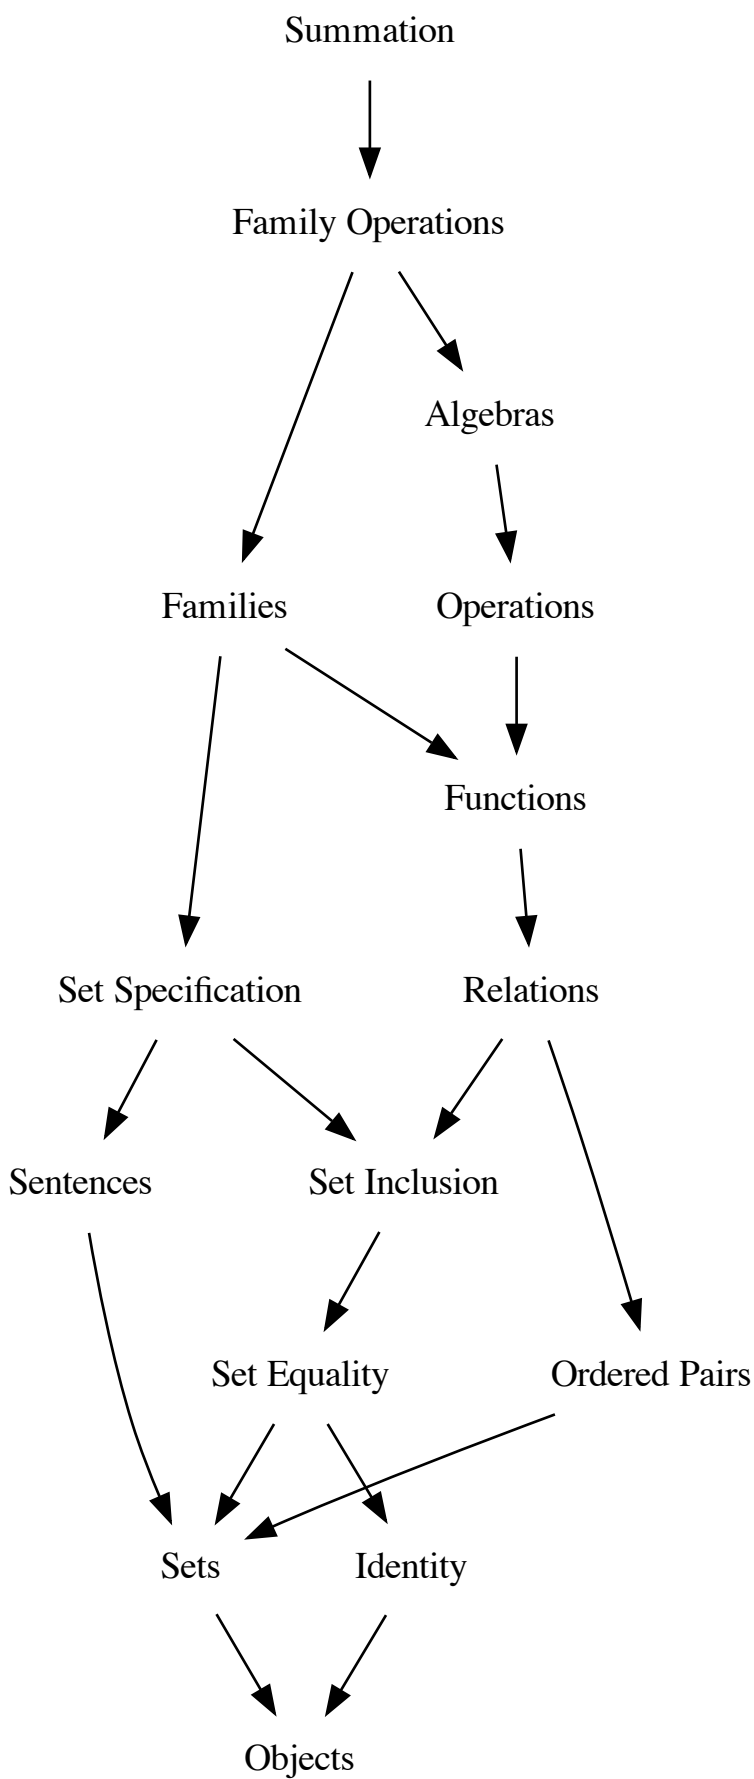 Summation
Family Operations
Algebras
Families
Operations
Functions
Set Specification
Relations
Sentences
Set Inclusion
Set Equality
Ordered Pairs
Sets
Identity
Objects